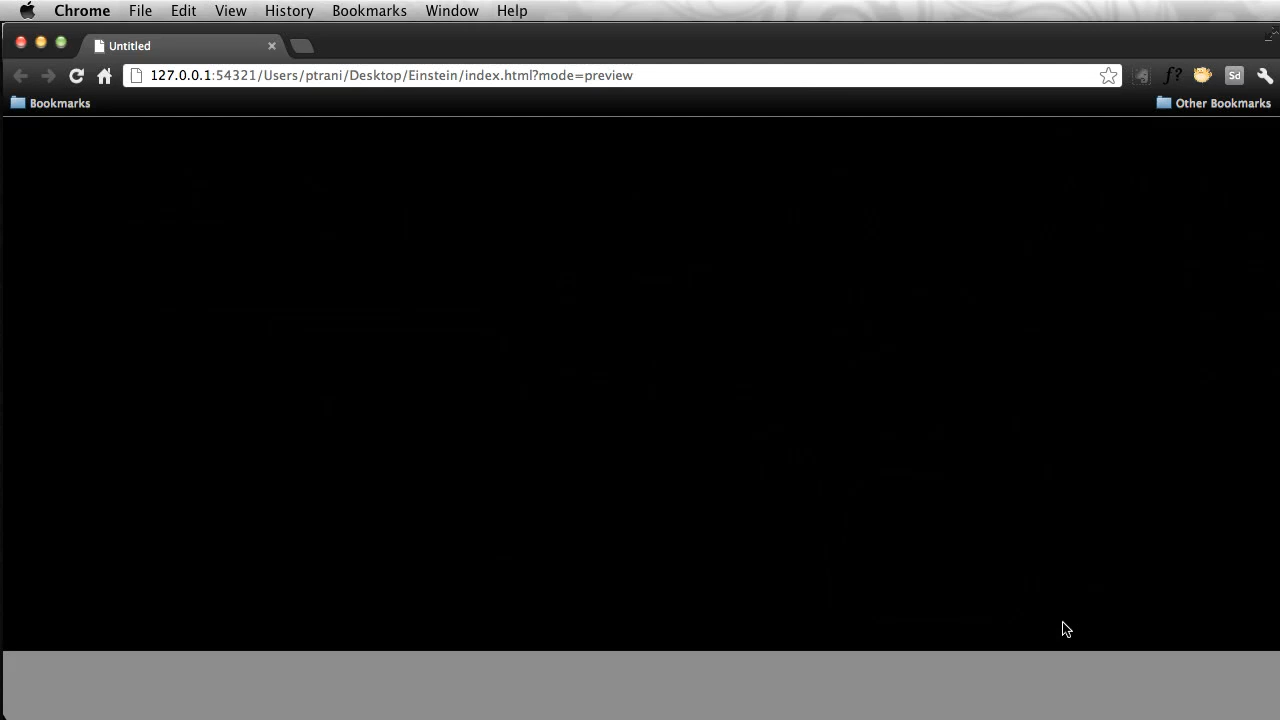 Chrome File Edit View History Bookmarks Window Help
Untitled
127.0.0.1:54321/Users/ptrani/Desktop/Einstein/index.html?mode=preview
f? Sd
Bookmarks Other Bookmarks